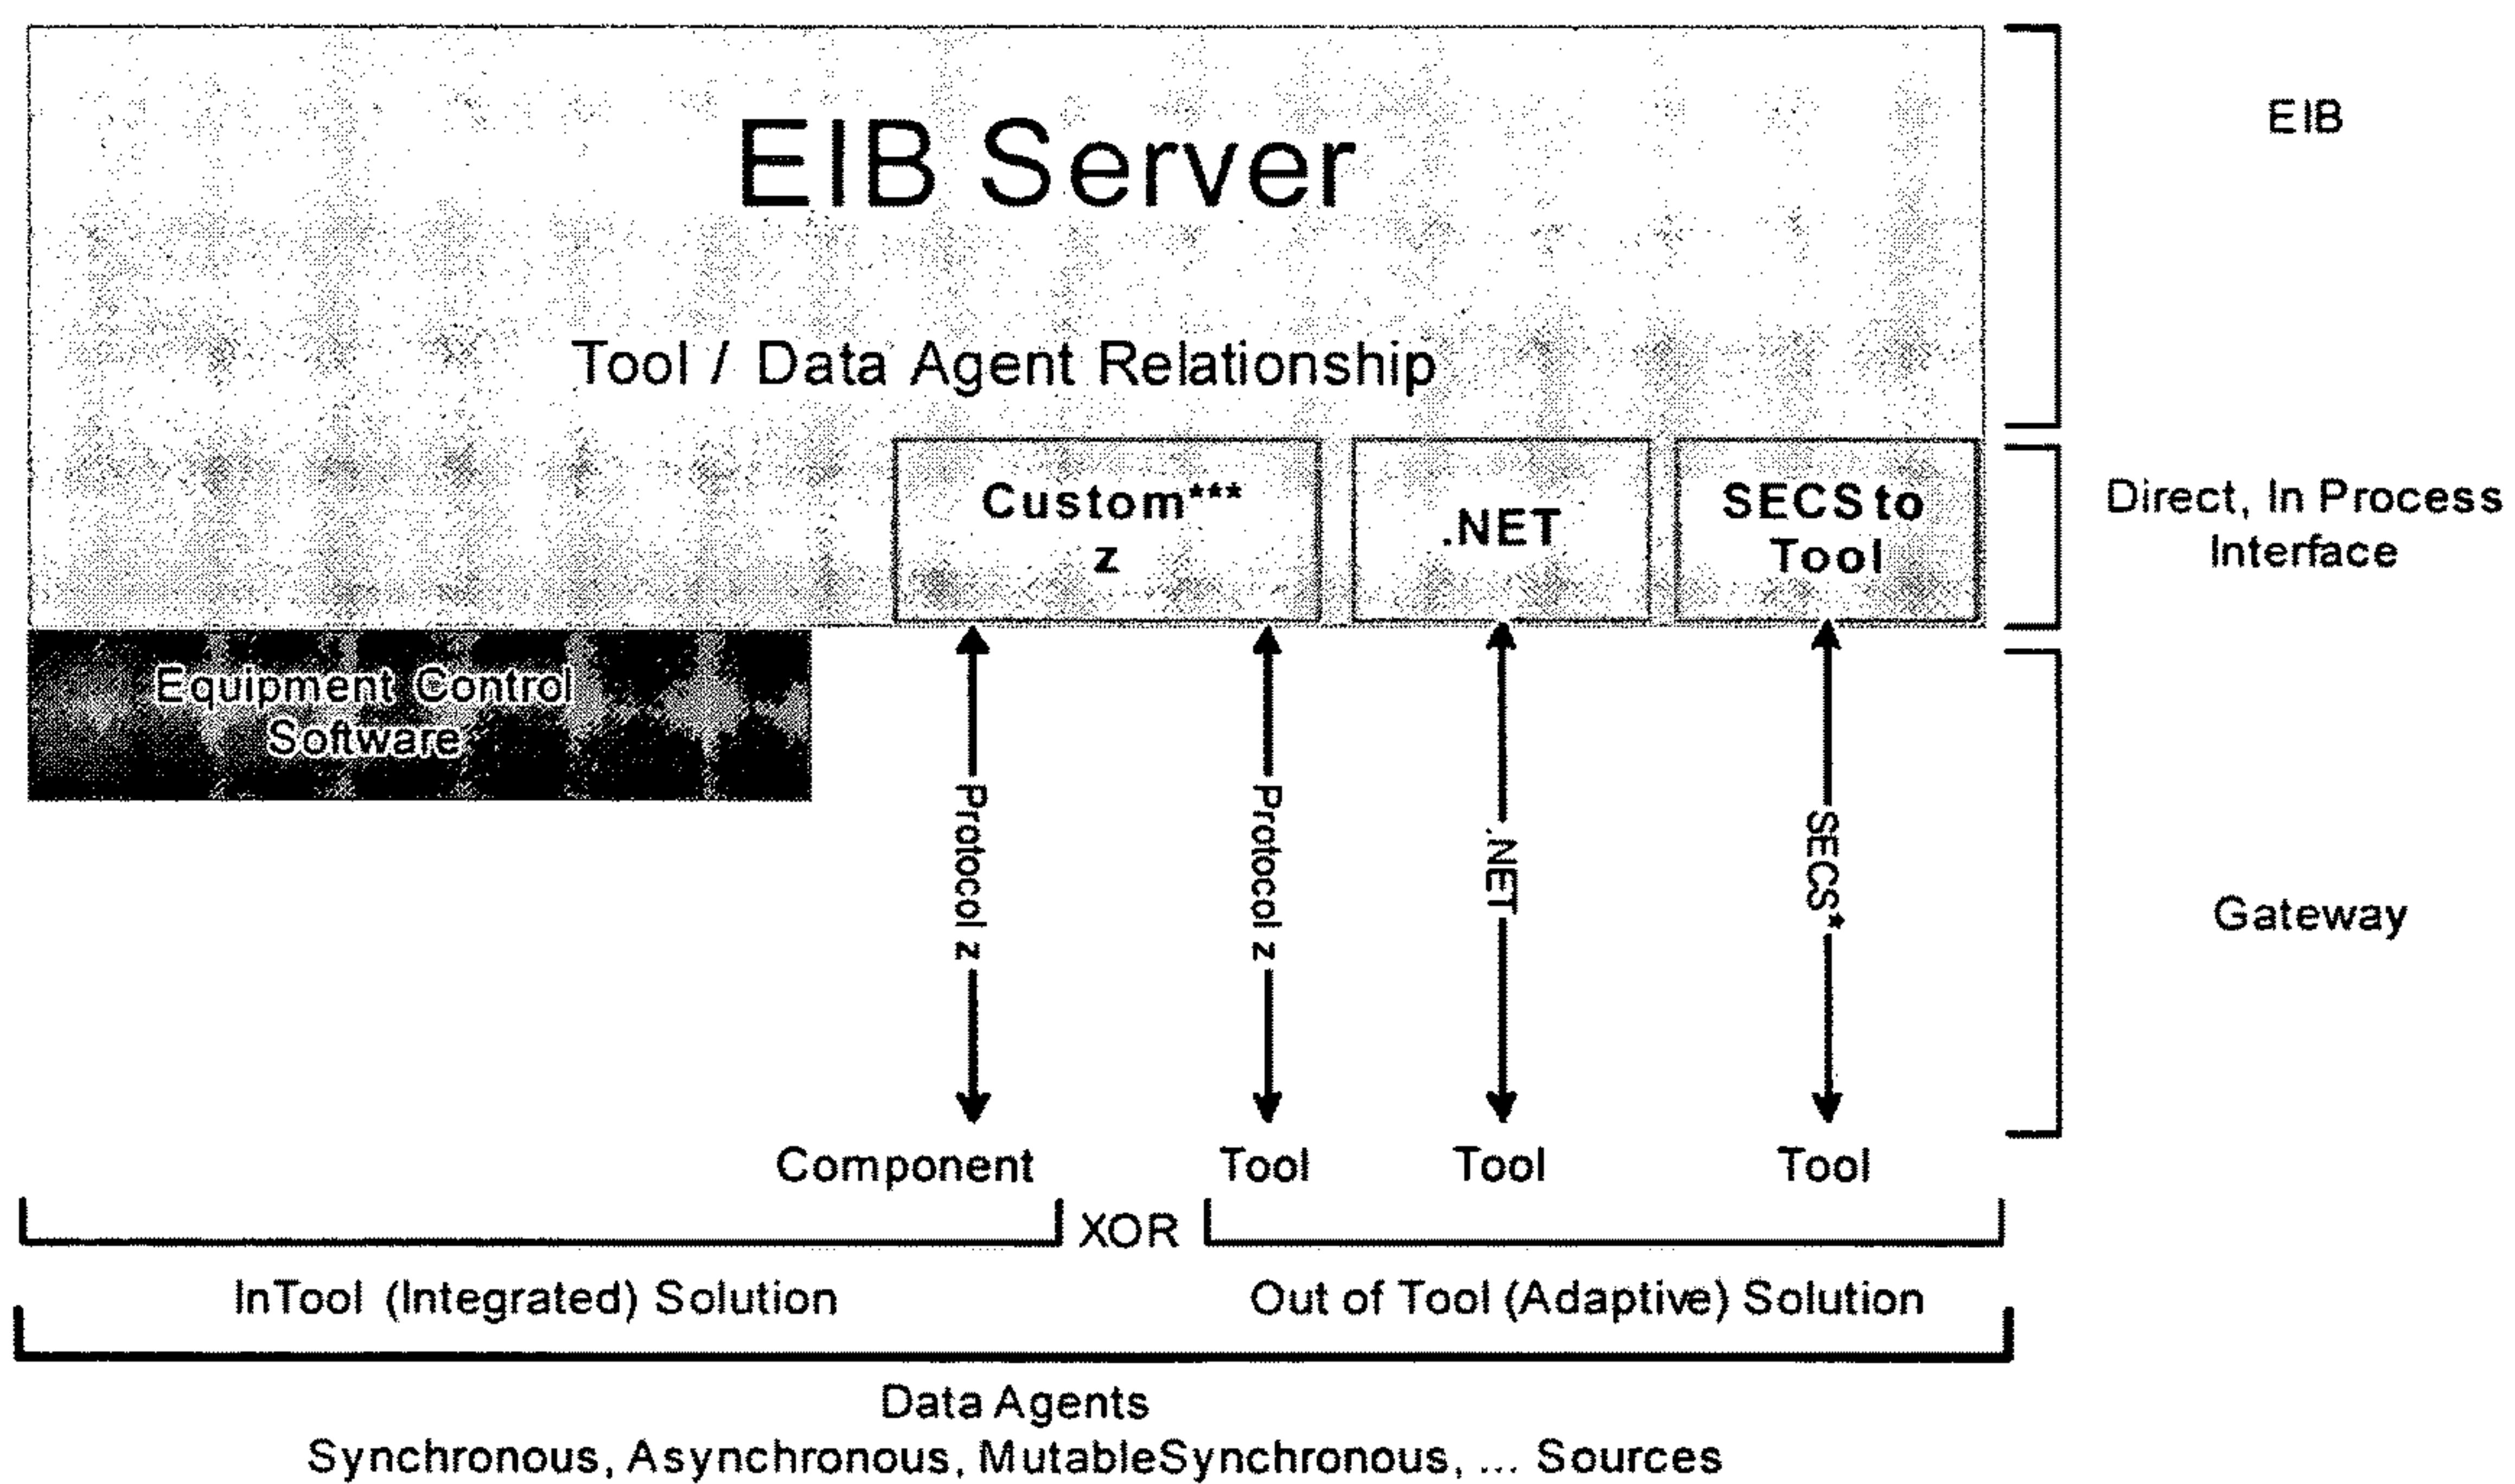 EIB Server
EIB
Tool / Data Agent Relationship
Custom***
z
.NET
SECS to
Tool
Direct, In Process
Interface
Equipment Control
Software
Protocol z
Protocol z
.NET
SECS*
Gateway
Component
Tool
Tool
Tool
XOR
InTool (Integrated) Solution
Out of Tool (Adaptive) Solution
Data Agents
Synchronous, Asynchronous, MutableSynchronous, ... Sources